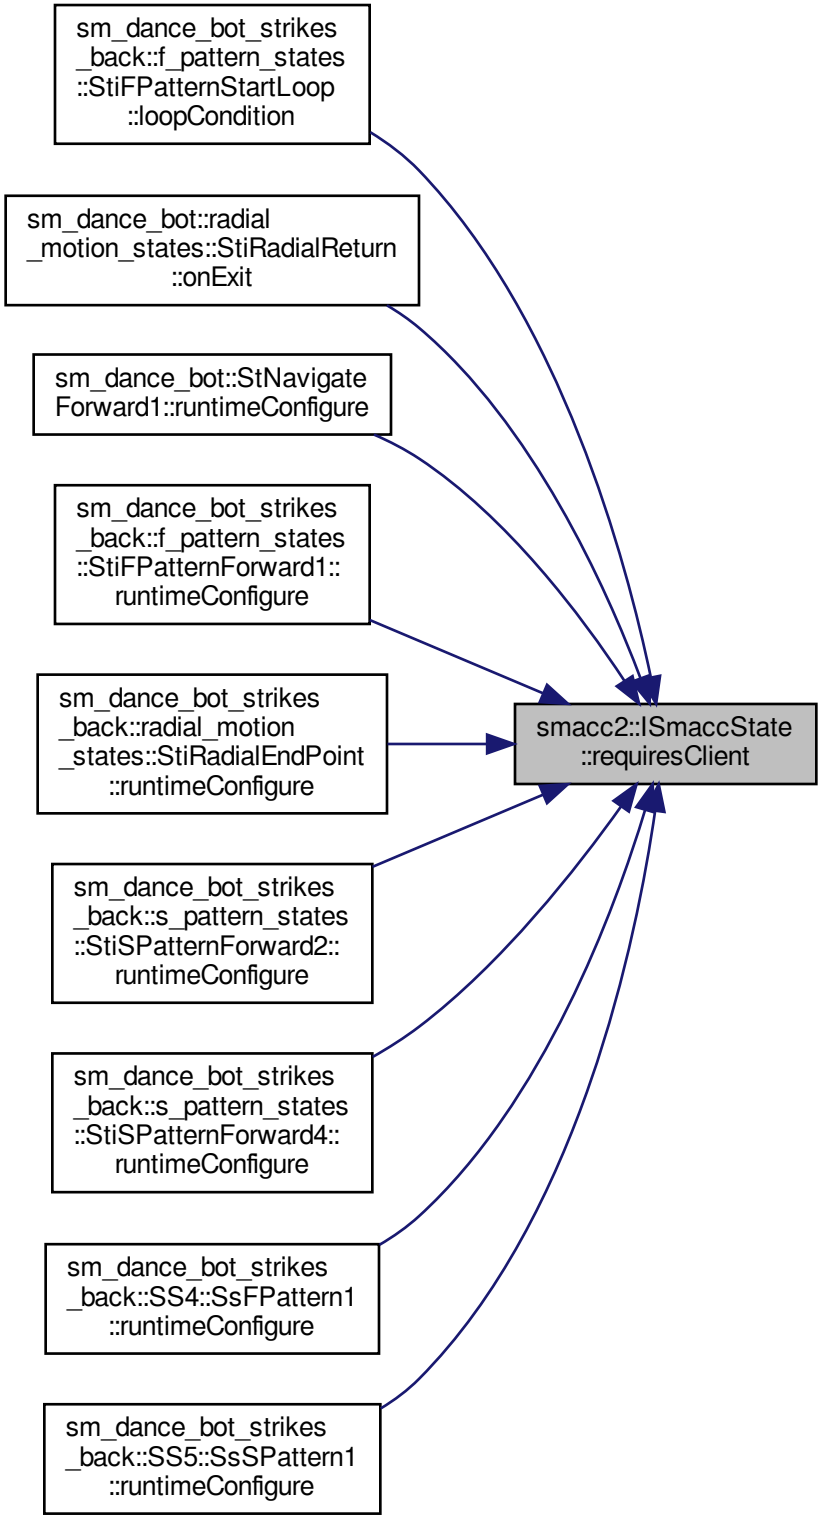 sm_dance_bot_strikes
_back::f_pattern_states
::StiFPatternStartLoop
::loopCondition
sm_dance_bot::radial
_motion_states::StiRadialReturn
::onExit
sm_dance_bot::StNavigate
Forward1::runtimeConfigure
sm_dance_bot_strikes
_back::f_pattern_states
::StiFPatternForward1::
runtimeConfigure
sm_dance_bot_strikes
_back::radial_motion
_states::StiRadialEndPoint
::runtimeConfigure
smacc2::ISmaccState
::requiresClient
sm_dance_bot_strikes
_back::s_pattern_states
::StiSPatternForward2::
runtimeConfigure
sm_dance_bot_strikes
_back::s_pattern_states
::StiSPatternForward4::
runtimeConfigure
sm_dance_bot_strikes
_back::SS4::SsFPattern1
::runtimeConfigure
sm_dance_bot_strikes
_back::SS5::SsSPattern1
::runtimeConfigure